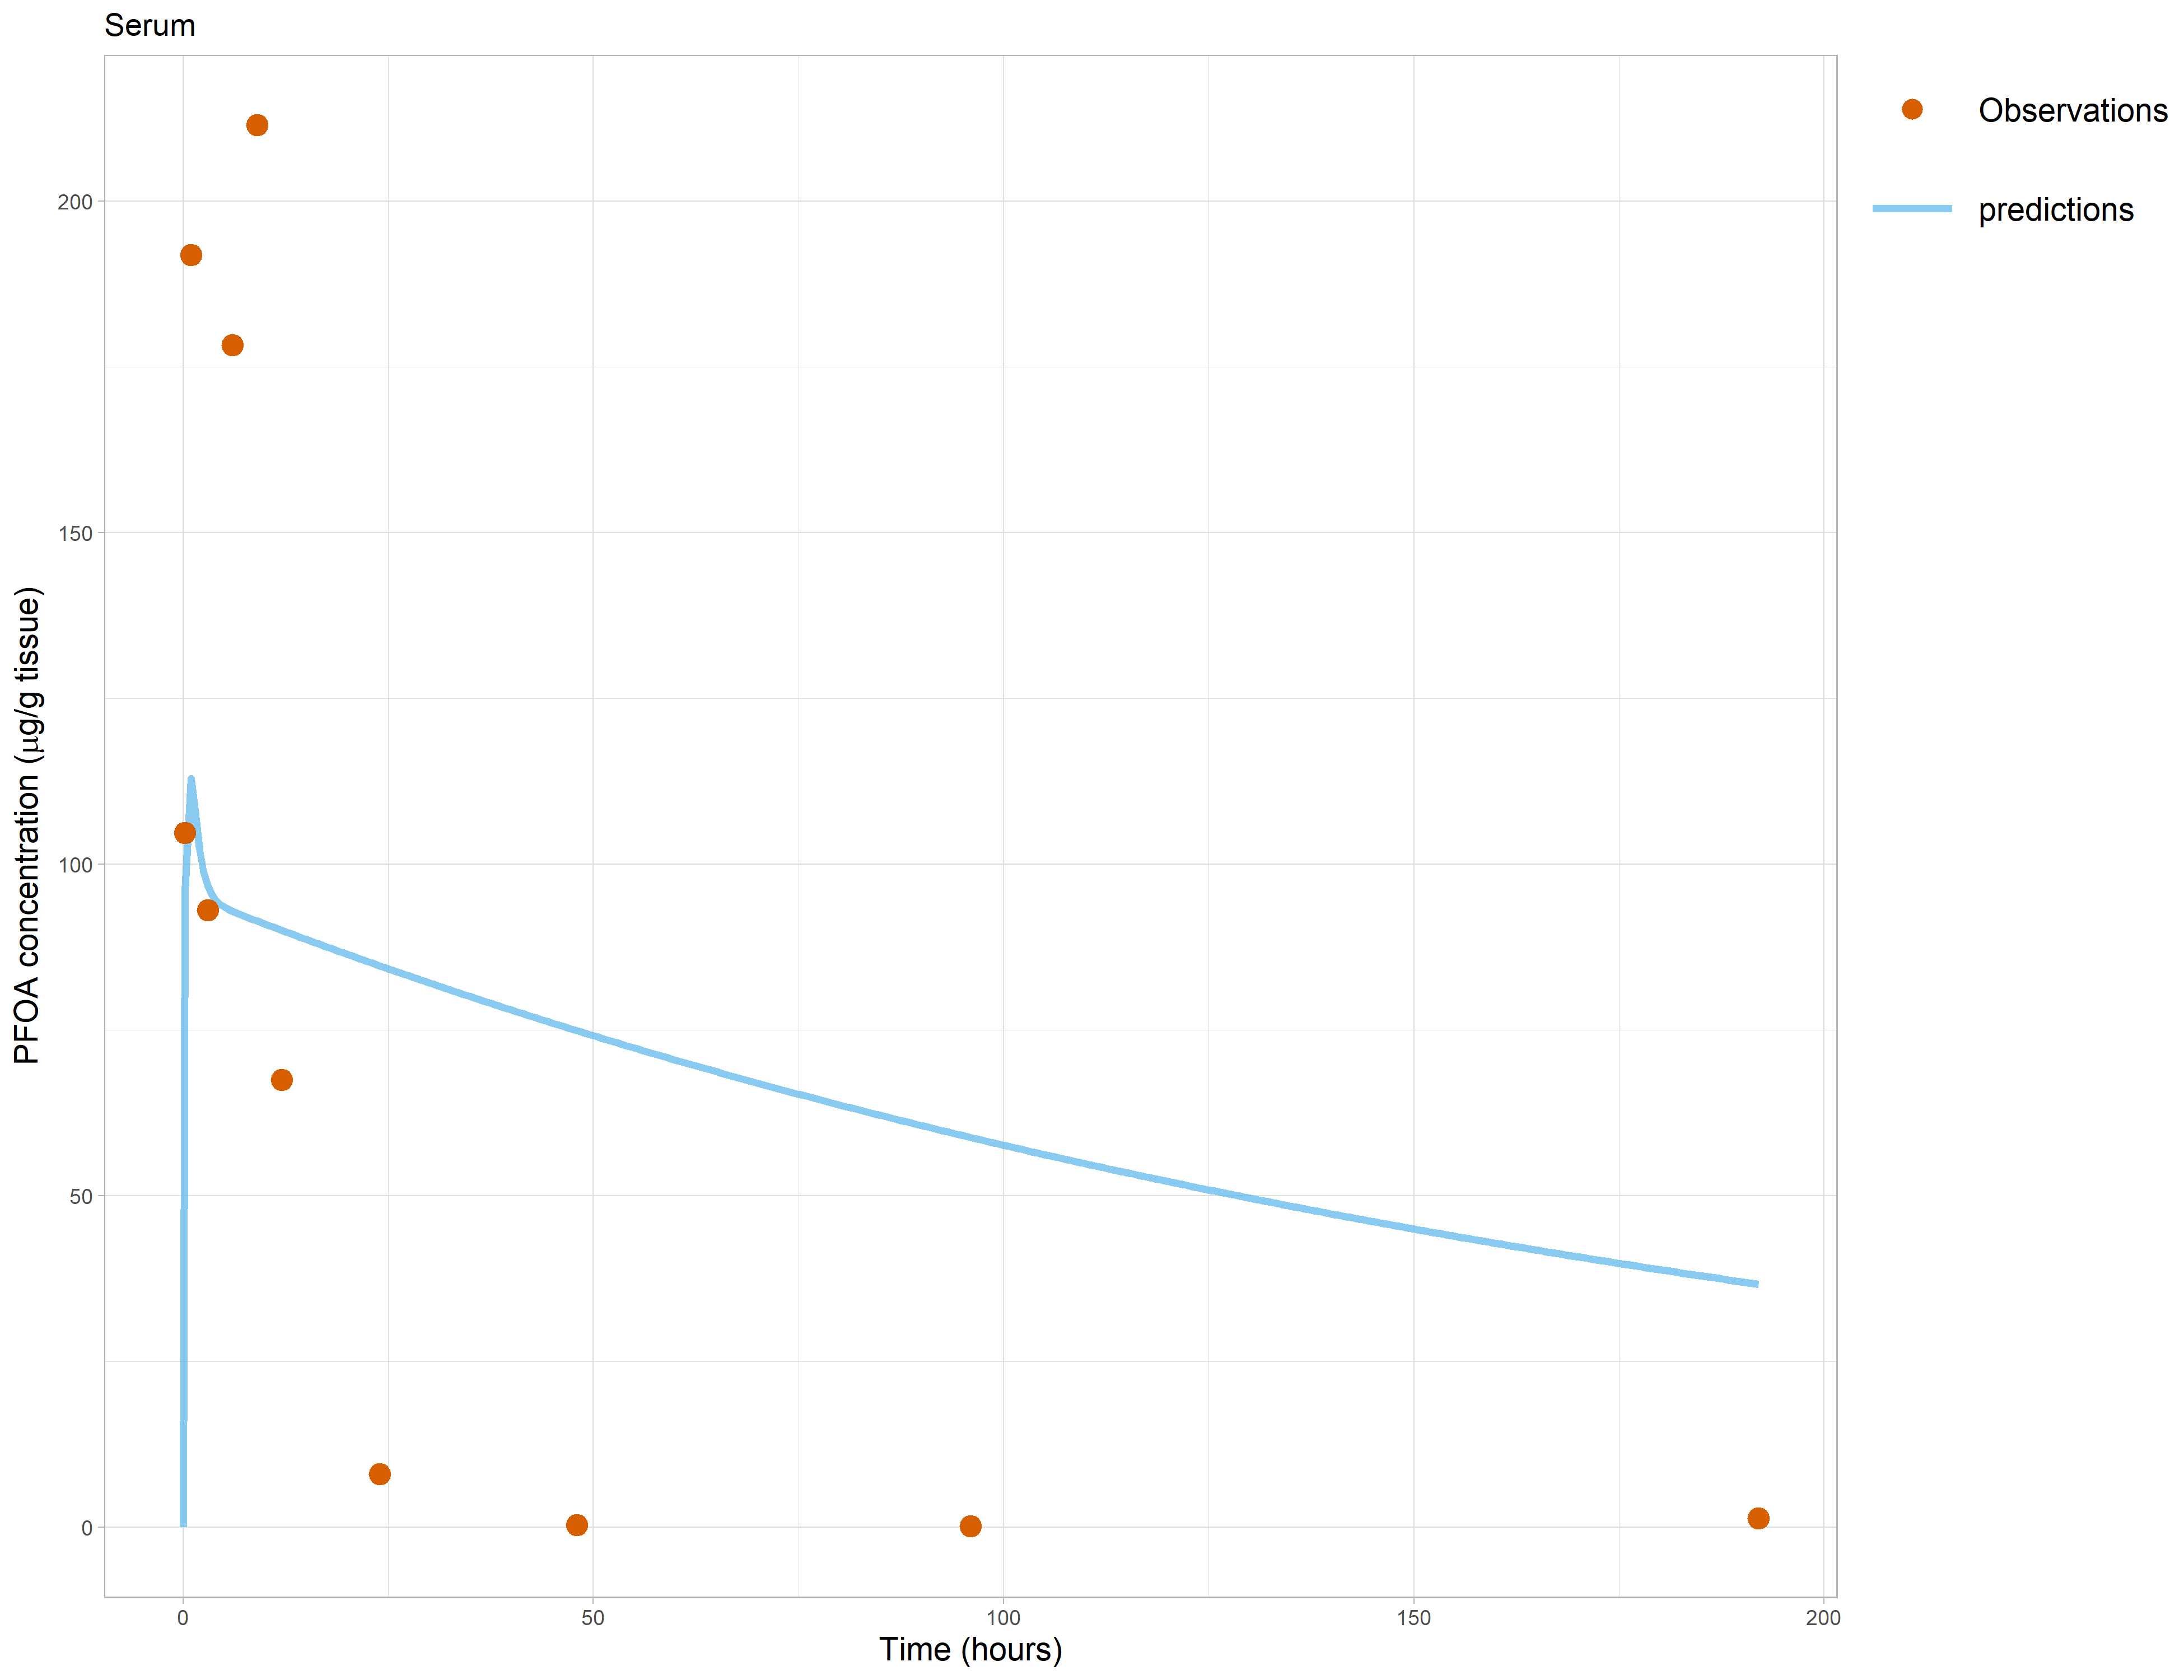 Serum
Observations
predictions
PFOA concentration (μg/g tissue)
200
150
100
50
0
0 50 100 150 200
Time (hours)